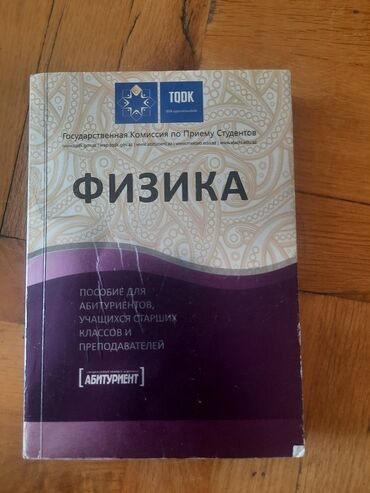 TQDK
Государственная Комиссия по Приему Студентов
ФИЗИКА
ПОСОБИЕ ДЛЯ
АБИТУРИЕНТОВ,
УЧАЩИХСЯ СТАРШИХ
КЛАССОВ И
ПРЕПОДАВАТЕЛЕЙ
АБИТУРИЕНТ